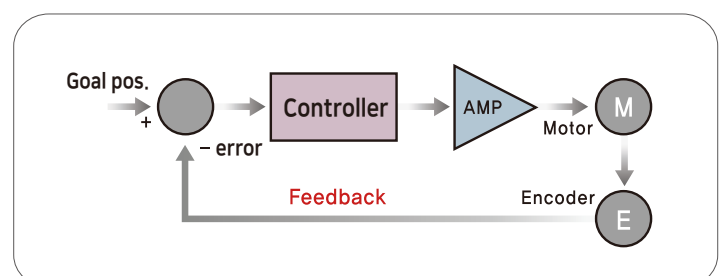 Goal pos.
+
− error
Controller
AMP
Motor
M
Encoder
E
Feedback